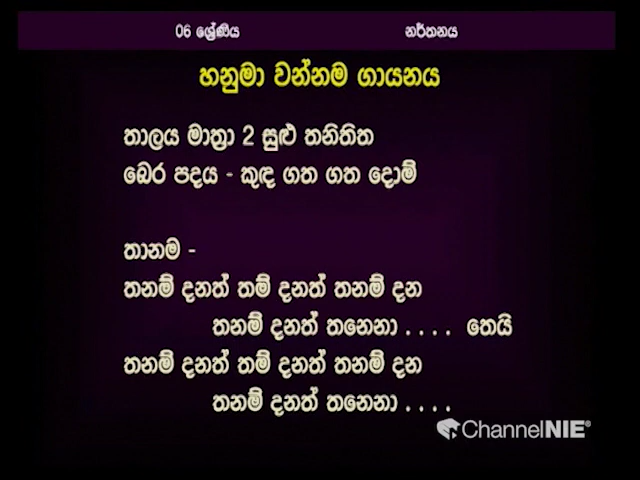 06 ශ්‍රේණිය නර්තනය
හනුමා වන්නම ගායනය
තාලය මාත්‍රා 2 සුළු තනිතිත
බෙර පදය - කුඳ ගත ගත දොම්
තානම -
තනම් දනත් තම් දනත් තනම් දන
තනම් දනත් තනෙනා . . . . තෙයි
තනම් දනත් තම් දනත් තනම් දන
තනම් දනත් තනෙනා . . . .
ChannelNIE®